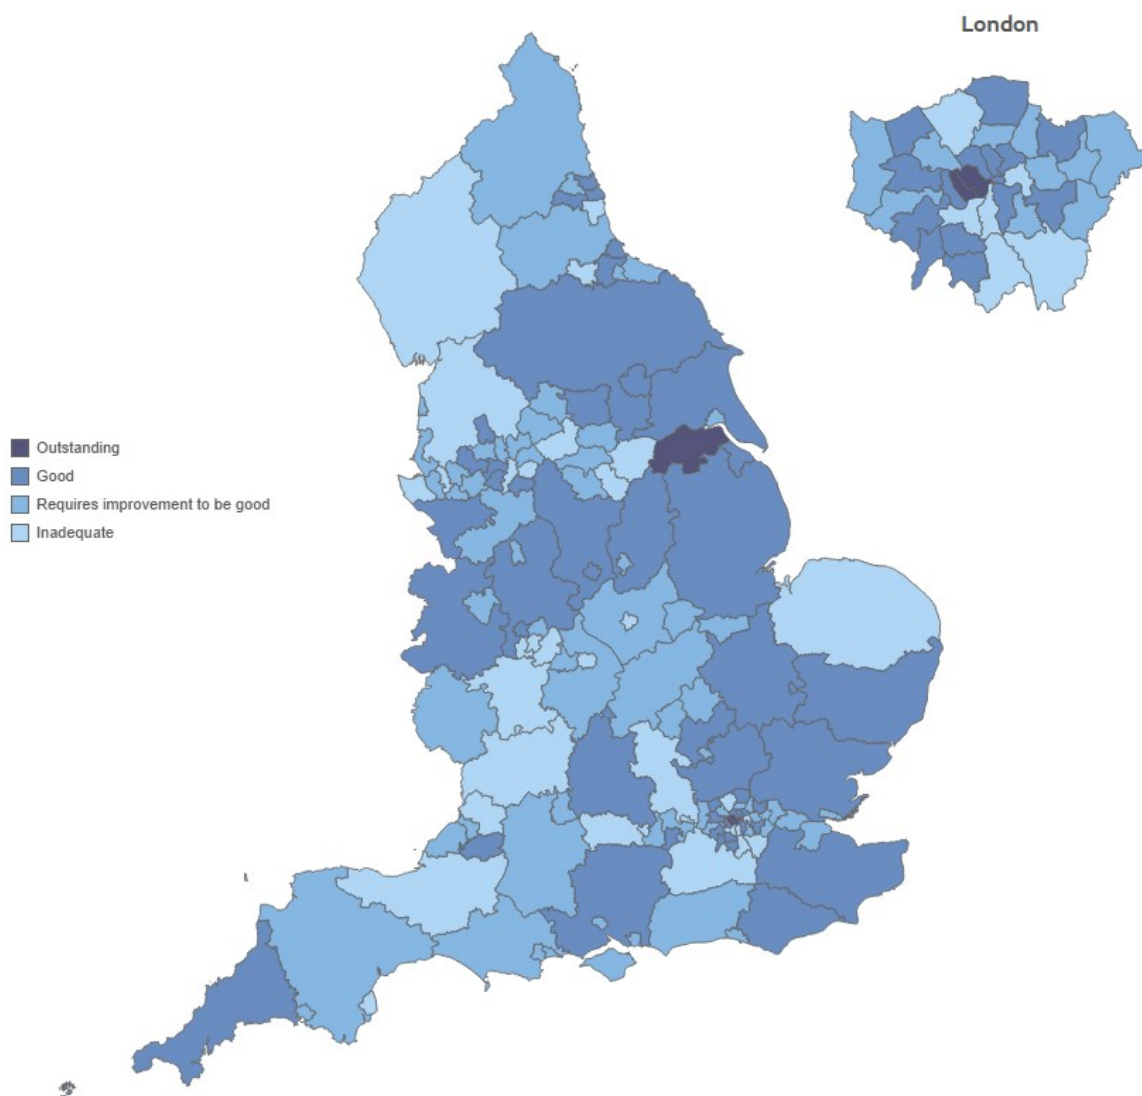 London
Outstanding
Good
Requires improvement to be good
Inadequate